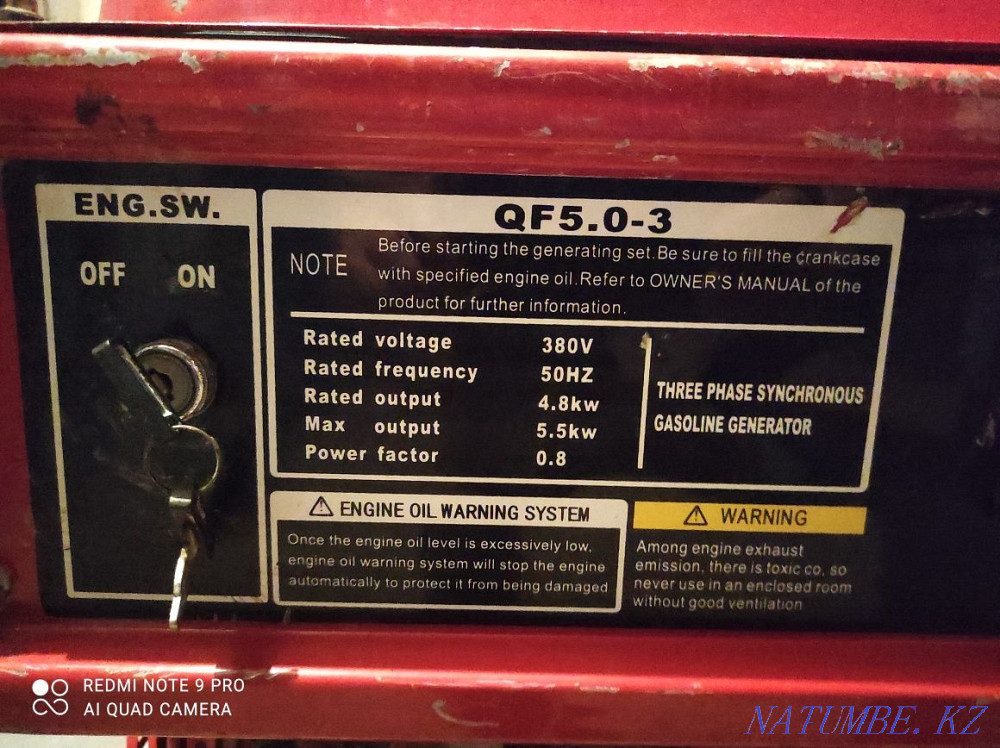 ENG.SW.
OFF ON
QF5.0-3
NOTE
Before starting the generating set.Be sure to fill the crankcase
with specified engine oil.Refer to OWNER'S MANUAL of the
product for further information.
Rated voltage 380V
Rated frequency 50HZ
Rated output 4.8kw
Max output 5.5kw
Power factor 0.8
THREE PHASE SYNCHRONOUS
GASOLINE GENERATOR
ENGINE OIL WARNING SYSTEM
Once the engine oil level is excessively low,
engine oil warning system will stop the engine
automatically to protect it from being damaged
WARNING
Among engine exhaust
emission, there is toxic co, so
never use in an enclosed room
without good ventilation
REDMI NOTE 9 PRO
AI QUAD CAMERA
NATUMBE.KZ